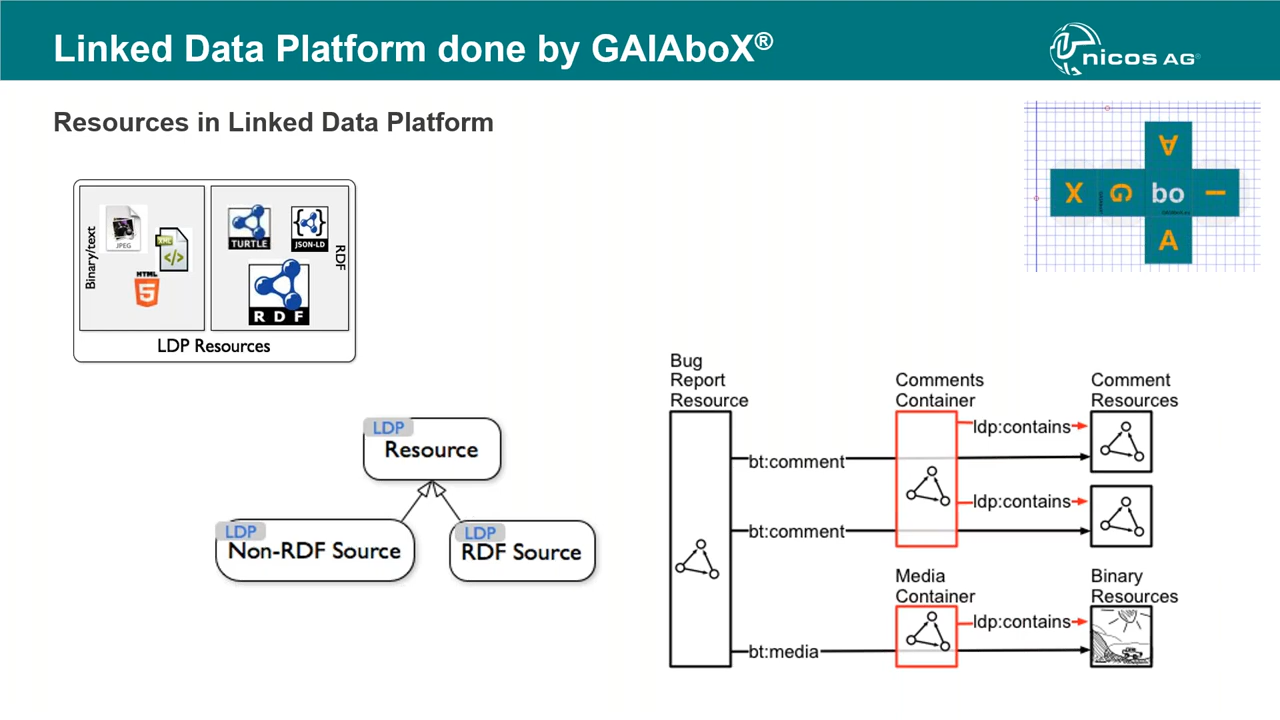 Linked Data Platform done by GAIAboX®
nicos AG®
Resources in Linked Data Platform
A
X G bo I
A
Binary/text
JPEG
XML
</>
HTML
5
TURTLE
{ }
JSON-LD
RDF
RDF
LDP Resources
LDP
Resource
LDP
Non-RDF Source
LDP
RDF Source
Bug
Report
Resource
Comments
Container
Comment
Resources
ldp:contains
bt:comment
ldp:contains
bt:comment
Media
Container
Binary
Resources
ldp:contains
bt:media